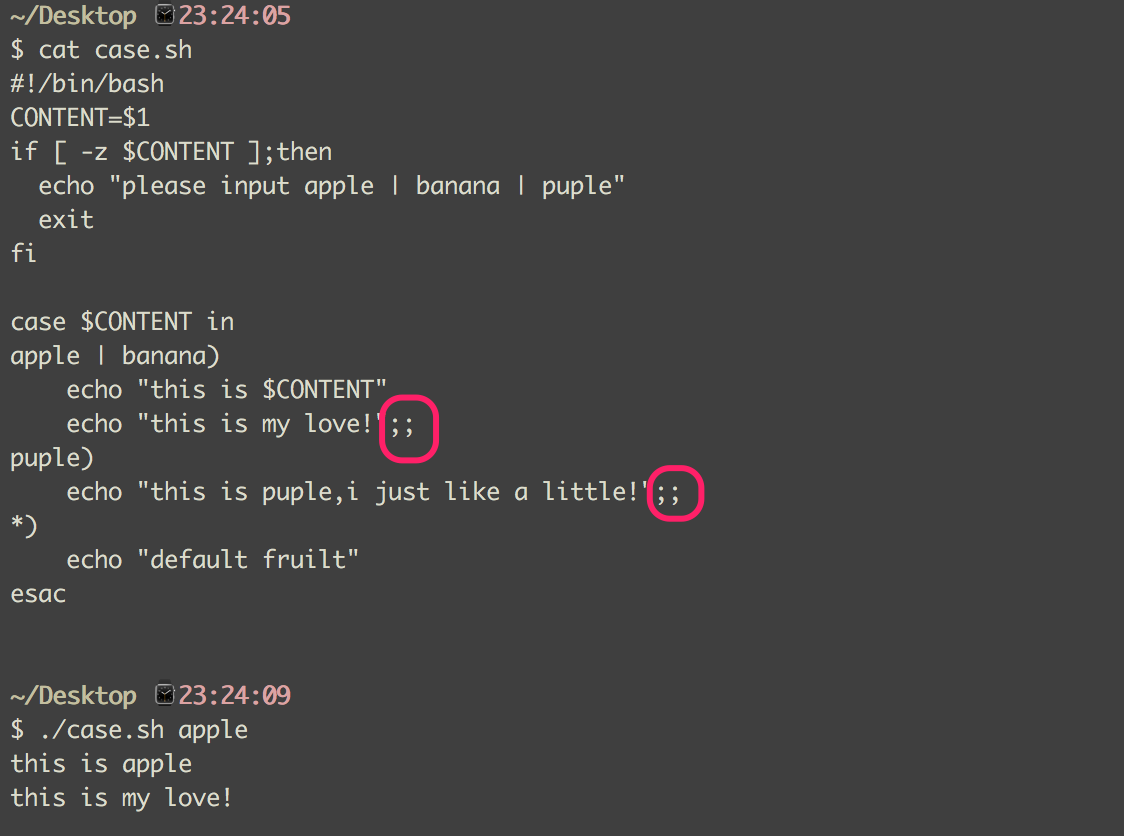 ~/Desktop 23:24:05
$ cat case.sh
#!/bin/bash
CONTENT=$1
if [ -z $CONTENT ];then
  echo "please input apple | banana | puple"
  exit
fi

case $CONTENT in
apple | banana)
    echo "this is $CONTENT"
    echo "this is my love!";;
puple)
    echo "this is puple,i just like a little!";;
*)
    echo "default fruilt"
esac

~/Desktop 23:24:09
$ ./case.sh apple
this is apple
this is my love!